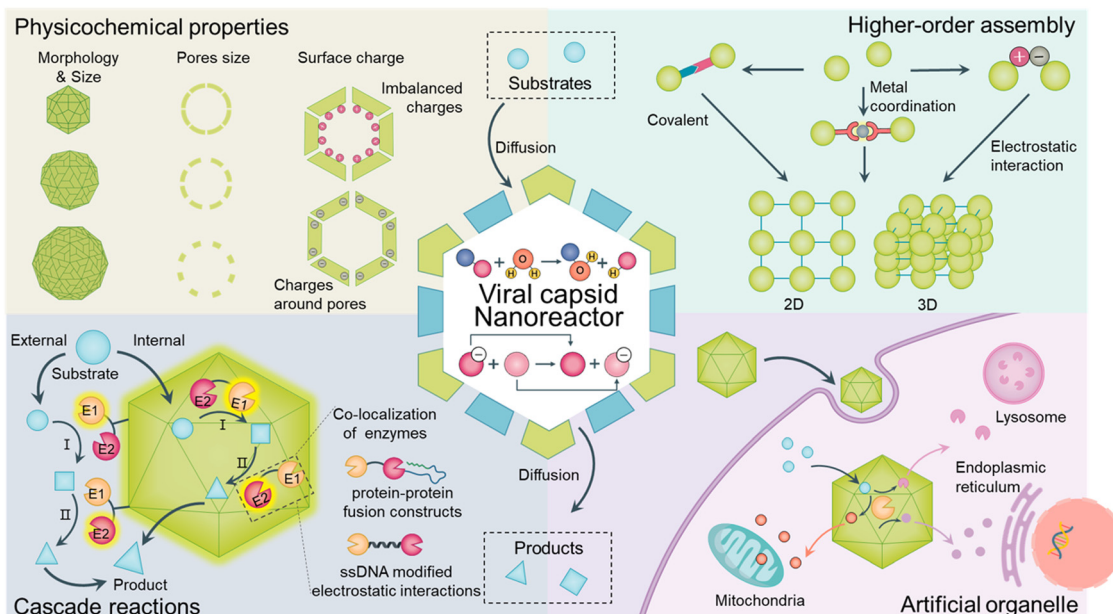 Physicochemical properties
Morphology
& Size
Pores size
Surface charge
Imbalanced
charges
Charges
around pores
Substrates
Diffusion
Higher-order assembly
Covalent
Metal
coordination
+ −
Electrostatic
interaction
2D
3D
+ O H H → O H + H
Viral capsid
Nanoreactor
− + → + −
External
Internal
Substrate
E1
E2
I
E1
E2
II
Product
E2
E1
I
II
E2
E1
Co-localization
of enzymes
protein-protein
fusion constructs
ssDNA modified
electrostatic interactions
Cascade reactions
Diffusion
Products
Lysosome
Endoplasmic
reticulum
Mitochondria
Artificial organelle